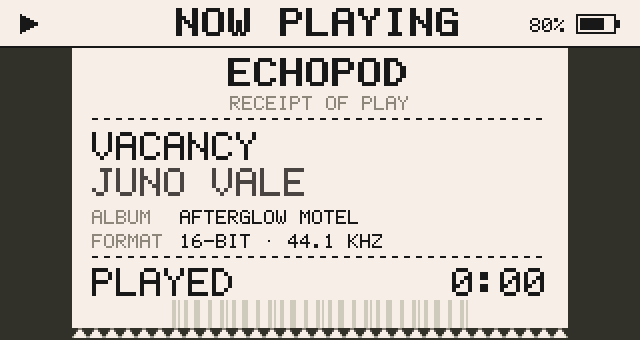 NOW PLAYING 80%
ECHOPOD
RECEIPT OF PLAY
VACANCY
JUNO VALE
ALBUM AFTERGLOW MOTEL
FORMAT 16-BIT · 44.1 KHZ
PLAYED 0:00